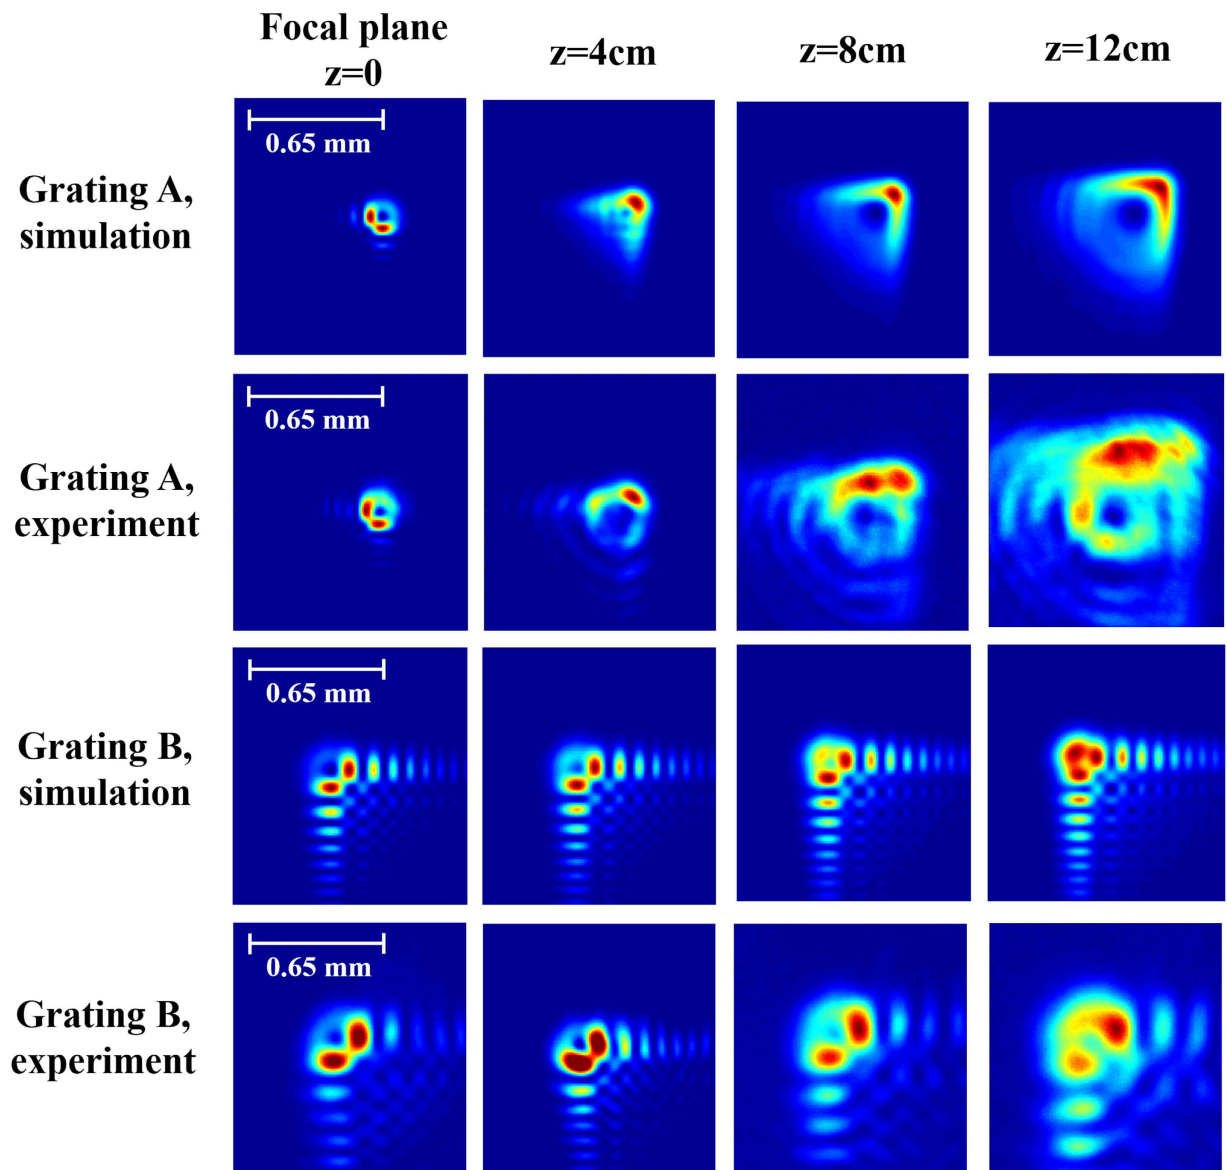 Focal plane
z=0
z=4cm
z=8cm
z=12cm
Grating A,
simulation
0.65 mm
Grating A,
experiment
0.65 mm
Grating B,
simulation
0.65 mm
Grating B,
experiment
0.65 mm